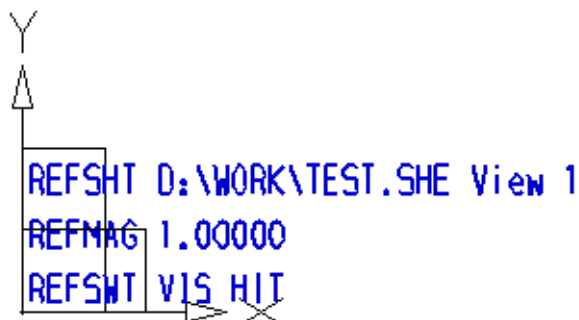 Y
REFSHT D:\WORK\TEST.SHE View 1
REFMAG 1.00000
REFSWT VIS HIT
X